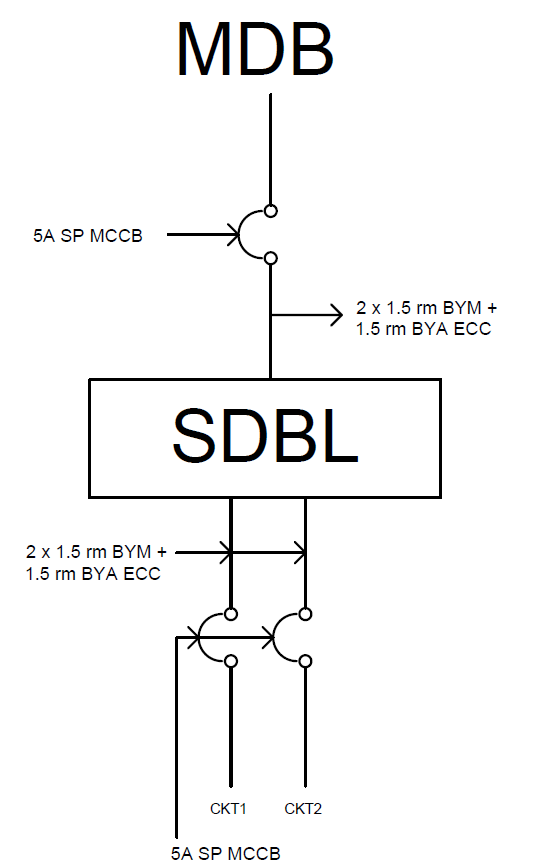 MDB
5A SP MCCB
2 x 1.5 rm BYM +
1.5 rm BYA ECC
SDBL
2 x 1.5 rm BYM +
1.5 rm BYA ECC
CKT1
CKT2
5A SP MCCB